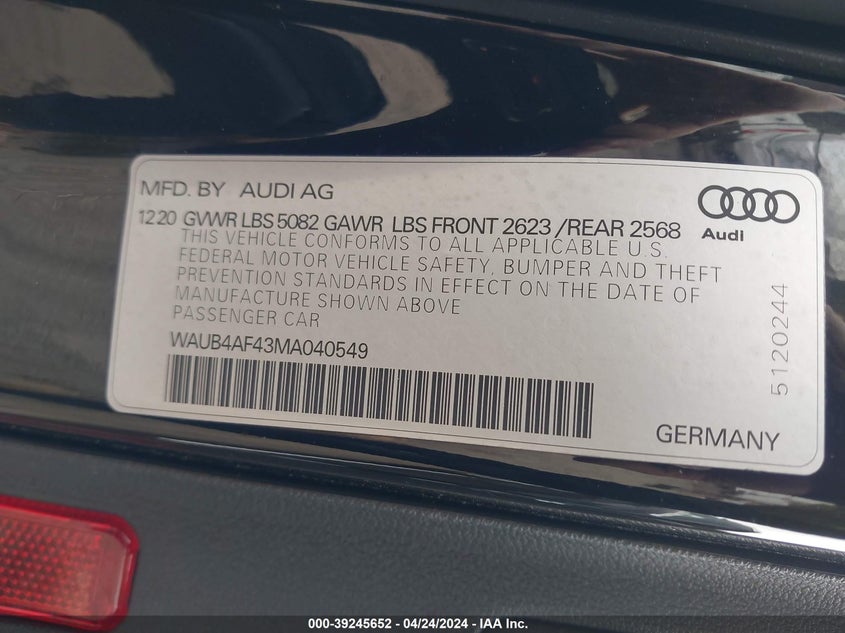 MFD. BY AUDI AG
Audi
12.20 GVWR LBS 5082 GAWR LBS FRONT 2623 /REAR 2568
THIS VEHICLE CONFORMS TO ALL APPLICABLE U.S.
FEDERAL MOTOR VEHICLE SAFETY, BUMPER AND THEFT
PREVENTION STANDARDS IN EFFECT ON THE DATE OF
MANUFACTURE SHOWN ABOVE
PASSENGER CAR
WAUB4AF43MA040549
5120244
GERMANY
000-39245652 - 04/24/2024 - IAA Inc.